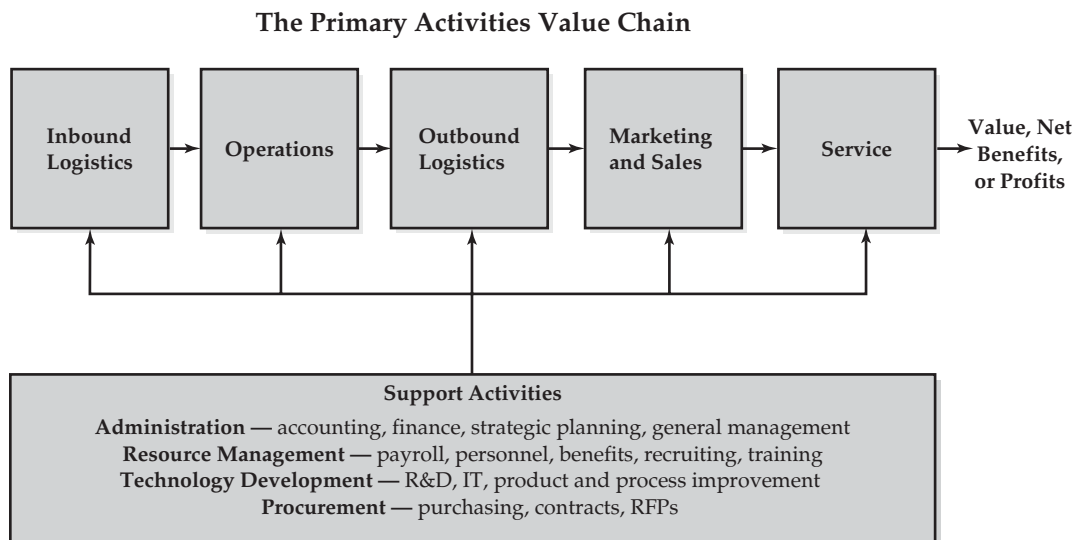 The Primary Activities Value Chain
Inbound
Logistics
Operations
Outbound
Logistics
Marketing
and Sales
Service
Value, Net
Benefits,
or Profits
Support Activities
Administration — accounting, finance, strategic planning, general management
Resource Management — payroll, personnel, benefits, recruiting, training
Technology Development — R&D, IT, product and process improvement
Procurement — purchasing, contracts, RFPs